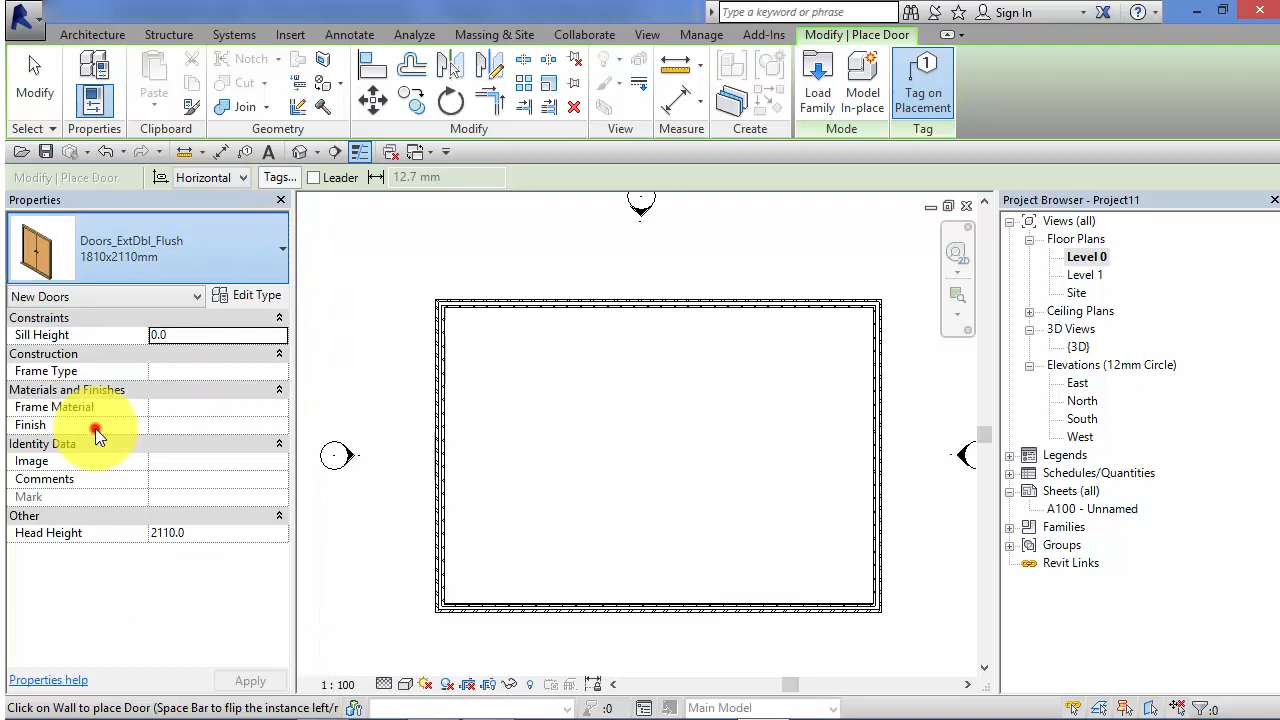 Type a keyword or phrase
Sign In
Architecture Structure Systems Insert Annotate Analyze Massing & Site Collaborate View Manage Add-Ins Modify | Place Door
Modify
Paste
Notch
Cut
Join
Load Family
Model In-place
Tag on Placement
Select Properties Clipboard Geometry Modify View Measure Create Mode Tag
Modify | Place Door Horizontal Tags... Leader 12.7 mm
Properties
Doors_ExtDbl_Flush
1810x2110mm
New Doors Edit Type
Constraints
Sill Height 0.0
Construction
Frame Type
Materials and Finishes
Frame Material
Finish
Identity Data
Image
Comments
Mark
Other
Head Height 2110.0
Properties help Apply
2D
1 : 100
Project Browser - Project11
Views (all)
Floor Plans
Level 0
Level 1
Site
Ceiling Plans
3D Views
{3D}
Elevations (12mm Circle)
East
North
South
West
Legends
Schedules/Quantities
Sheets (all)
A100 - Unnamed
Families
Groups
Revit Links
Click on Wall to place Door (Space Bar to flip the instance left/r :0 Main Model :0